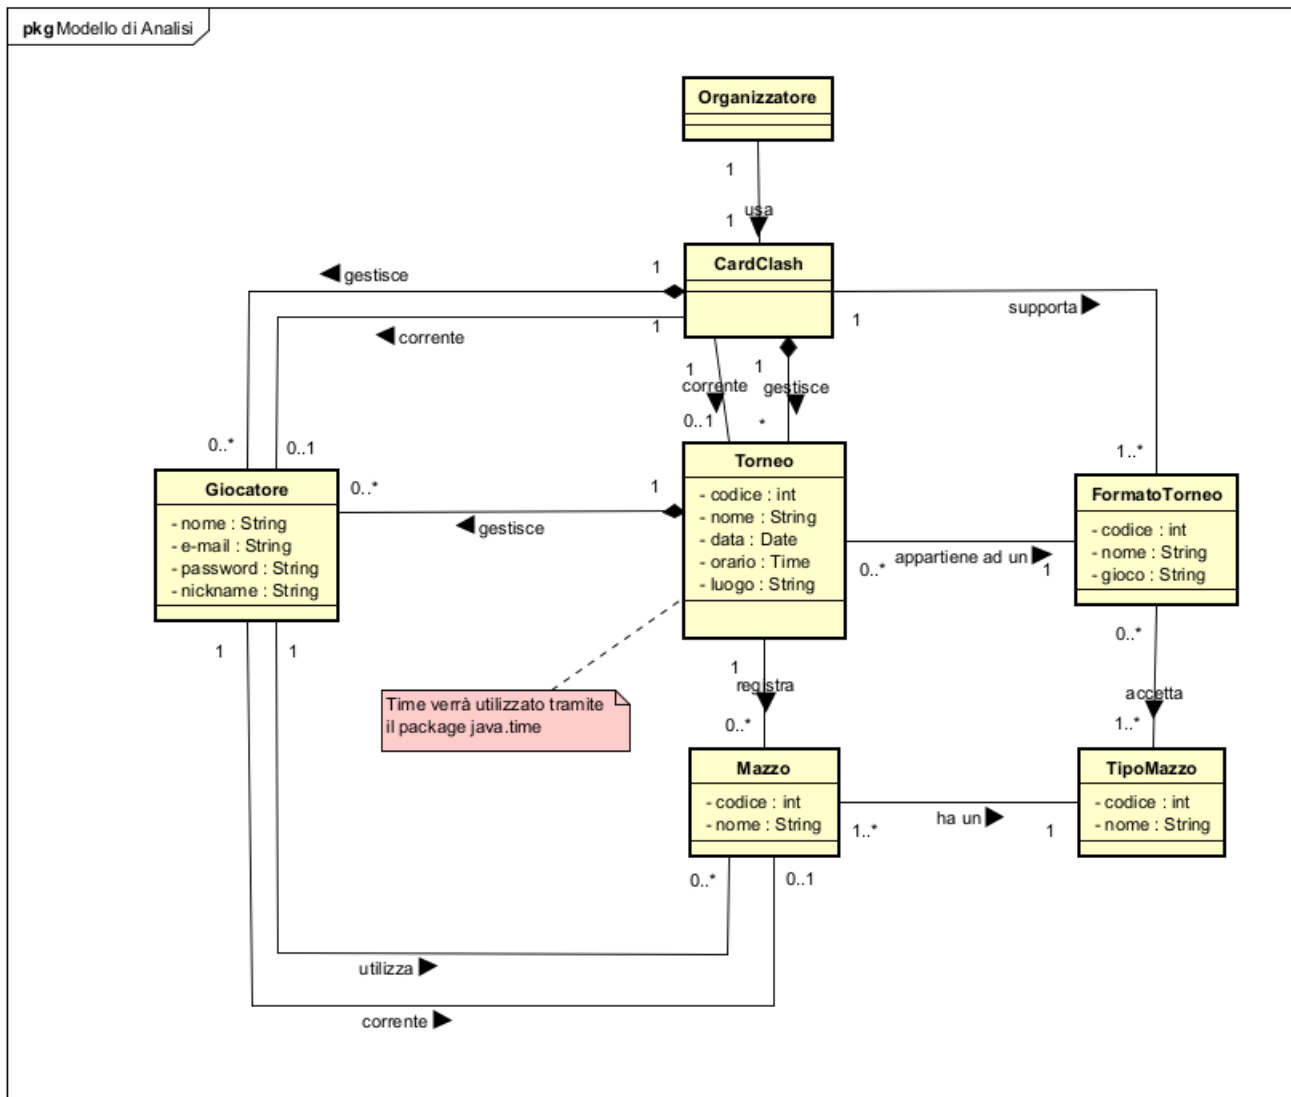 pkg Modello di Analisi
Organizzatore
1
usa
1
CardClash
1
gestisce
1
corrente
1
supporta
1
corrente
1
gestisce
0..1
*
0..*
0..1
1..*
Giocatore
- nome : String
- e-mail : String
- password : String
- nickname : String
0..*
1
gestisce
Torneo
- codice : int
- nome : String
- data : Date
- orario : Time
- luogo : String
0..*
appartiene ad un
1
FormatoTorneo
- codice : int
- nome : String
- gioco : String
1
1
1
registra
0..*
0..*
accetta
1..*
Time verrà utilizzato tramite
il package java.time
Mazzo
- codice : int
- nome : String
1..*
ha un
1
TipoMazzo
- codice : int
- nome : String
0..*
0..1
utilizza
corrente